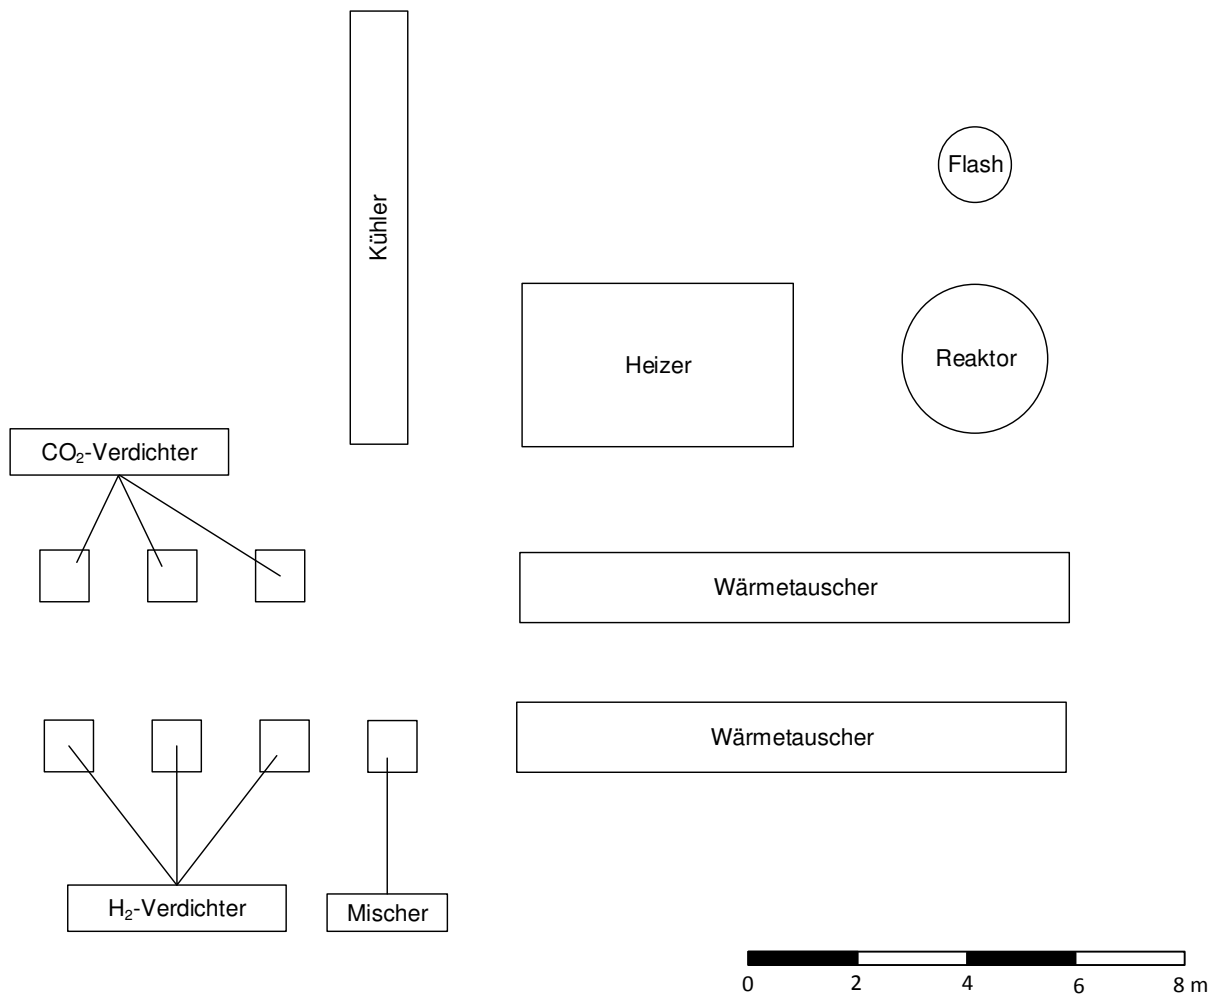 Kühler
Flash
Heizer
Reaktor
CO₂-Verdichter
Wärmetauscher
Wärmetauscher
H₂-Verdichter
Mischer
0 2 4 6 8 m